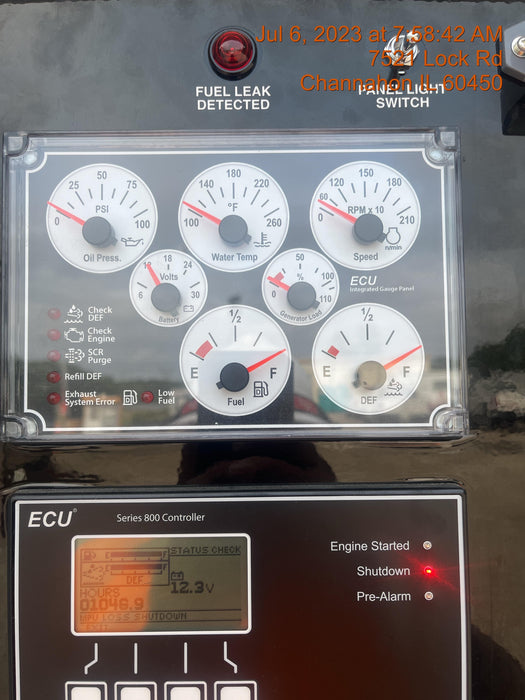 Jul 6, 2023 at 7:58:42 AM
7521 Lock Rd
Channahon IL 60450
FUEL LEAK
DETECTED
PANEL LIGHT
SWITCH
0 25 50 75 100
PSI
Oil Press.
100 140 180 220 260
°F
Water Temp
0 60 120 150 180 210
RPM x 10
n/min
Speed
6 12 18 24 30
Volts
Battery
0 50 100 110
%
Generator Load
ECU
Integrated Gauge Panel
Check
DEF
Check
Engine
SCR
Purge
Refill DEF
Exhaust
System Error
Low
Fuel
E 1/2 F
Fuel
E 1/2 F
DEF
ECU®
Series 800 Controller
STATUS CHECK
E F
E F
DEF
12.3V
HOURS
01046.9
MPU LOSS SHUTDOWN
Engine Started
Shutdown
Pre-Alarm